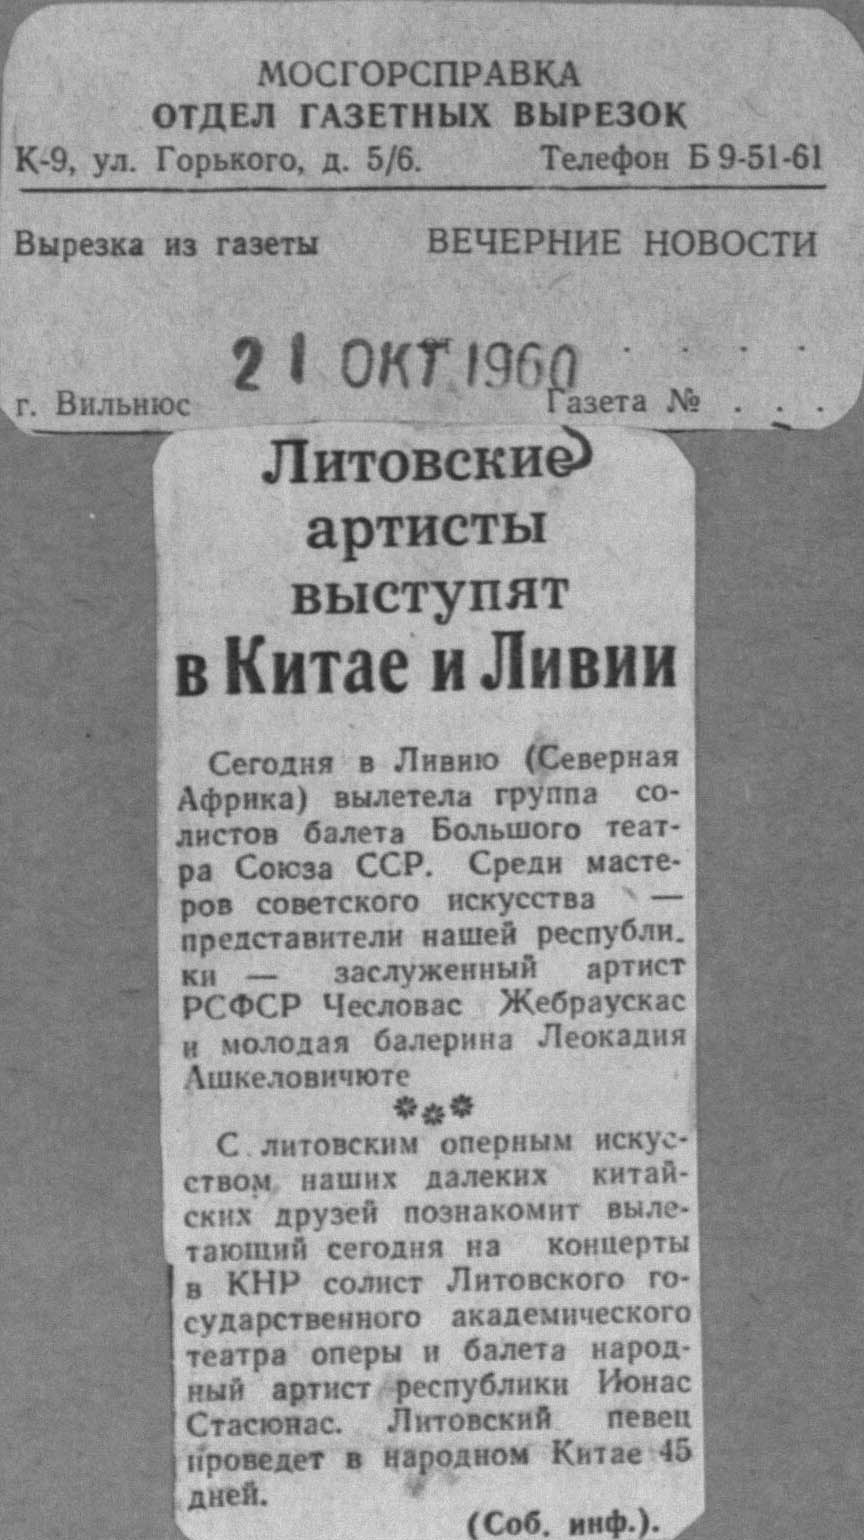 МОСГОРСПРАВКА
ОТДЕЛ ГАЗЕТНЫХ ВЫРЕЗОК
К-9, ул. Горького, д. 5/6. Телефон Б 9-51-61
Вырезка из газеты ВЕЧЕРНИЕ НОВОСТИ
21 ОКТ 1960 . . . .
г. Вильнюс Газета № . . .
Литовские
артисты
выступят
в Китае и Ливии
Сегодня в Ливию (Северная
Африка) вылетела группа со-
листов балета Большого теат-
ра Союза ССР. Среди масте-
ров советского искусства —
представители нашей республи-
ки — заслуженный артист
РСФСР Чесловас Жебраускас
и молодая балерина Леокадия
Ашкеловичюте
***
С литовским оперным искус-
ством наших далеких китай-
ских друзей познакомит выле-
тающий сегодня на концерты
в КНР солист Литовского го-
сударственного академического
театра оперы и балета народ-
ный артист республики Ионас
Стасюнас. Литовский певец
проведет в народном Китае 45
дней.
(Соб. инф.).